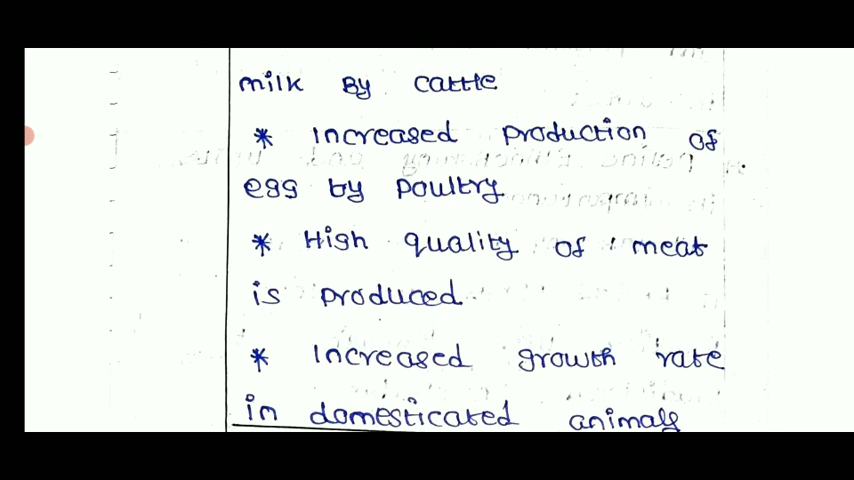 milk By cattle
* increased production of
egg by poultry
* High quality of meat
is produced
* increased growth rate
in domesticated animals